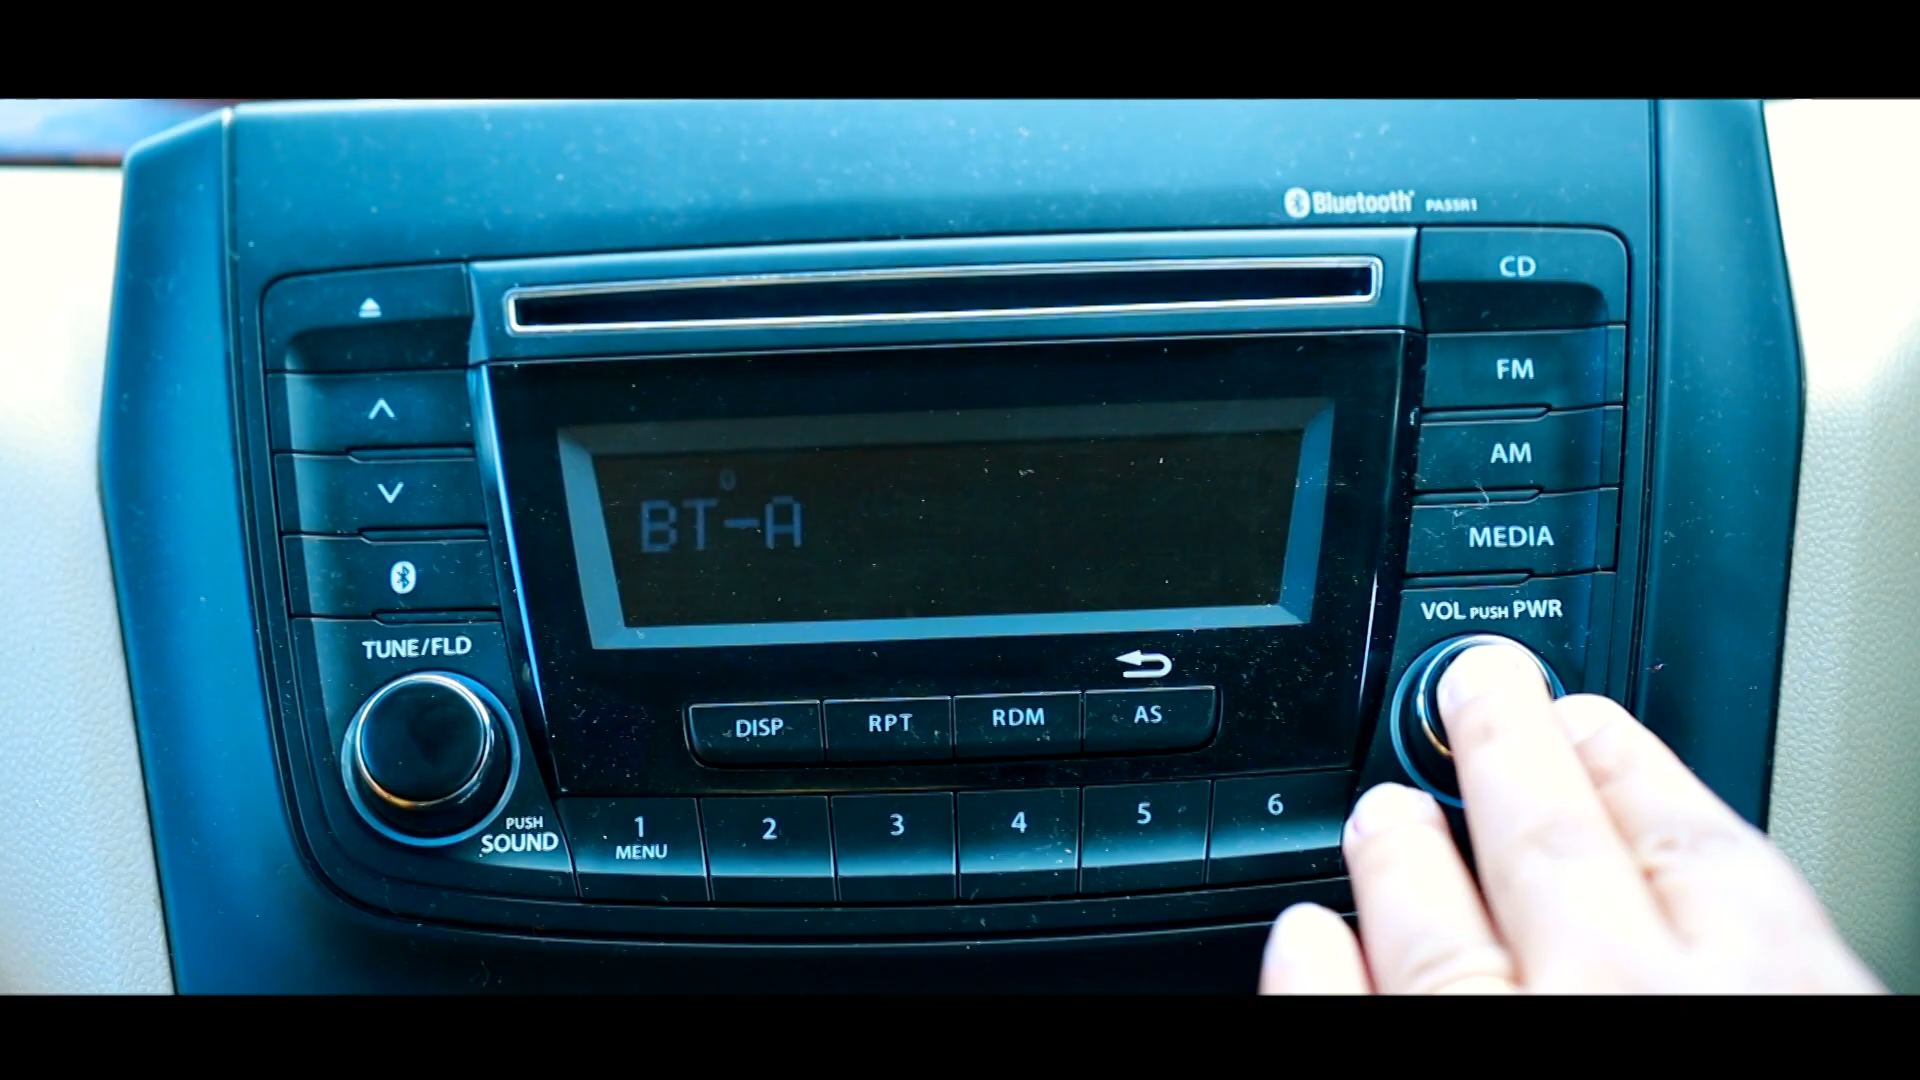 Bluetooth® PA55R1
CD
FM
AM
MEDIA
VOL PUSH PWR
BT-A
TUNE/FLD
PUSH
SOUND
DISP RPT RDM AS
1 2 3 4 5 6
MENU